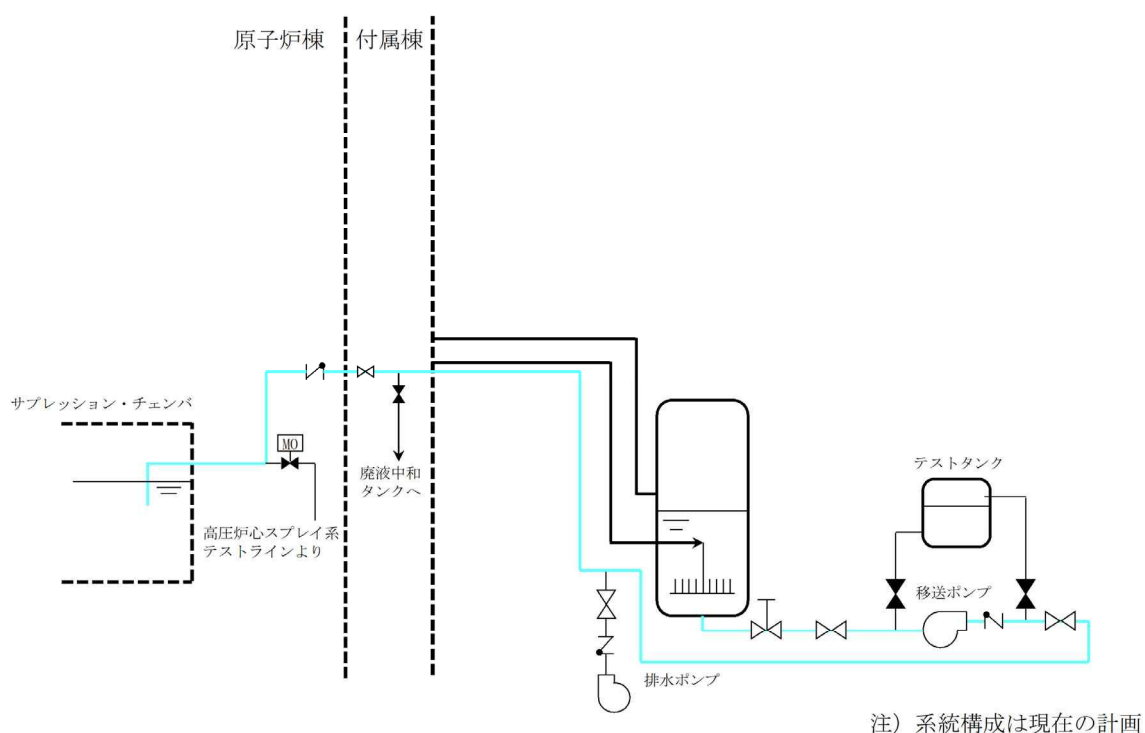 原子炉棟
付属棟
サプレッション・チェンバ
MO
高圧炉心スプレイ系
テストラインより
廃液中和
タンクへ
テストタンク
移送ポンプ
排水ポンプ
注）系統構成は現在の計画